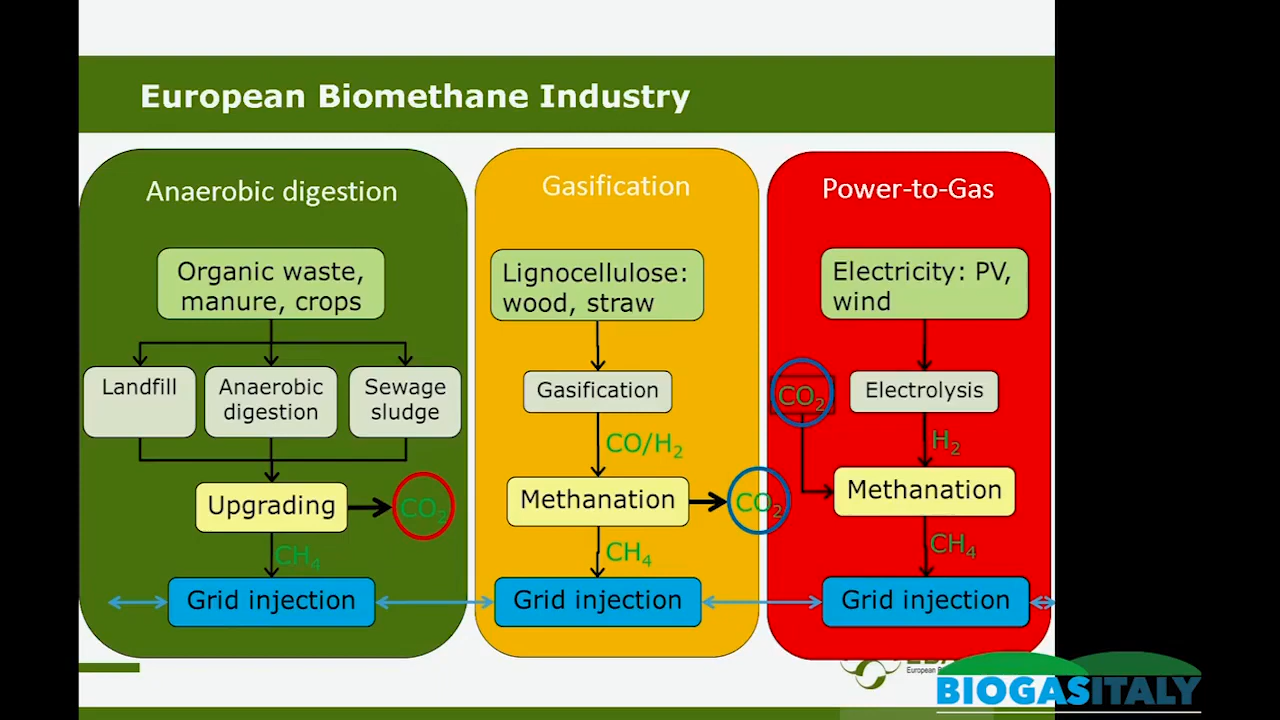 European Biomethane Industry
Anaerobic digestion
Organic waste,
manure, crops
Landfill
Anaerobic
digestion
Sewage
sludge
Upgrading
CO₂
CH₄
Grid injection
Gasification
Lignocellulose:
wood, straw
Gasification
CO/H₂
Methanation
CO₂
CH₄
Grid injection
Power-to-Gas
Electricity: PV,
wind
CO₂
Electrolysis
H₂
Methanation
CH₄
Grid injection
European
BIOGASITALY